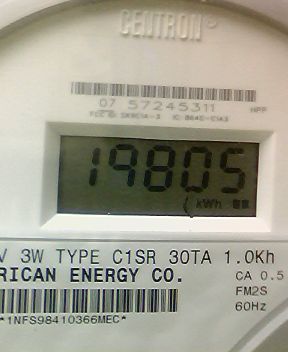 CENTRON®
07 57245311 HPP
19805
kWh
V 3W TYPE C1SR 30TA 1.0Kh
RICAN ENERGY CO. CA 0.5
FM2S
60Hz
*1NFS98410366MEC*